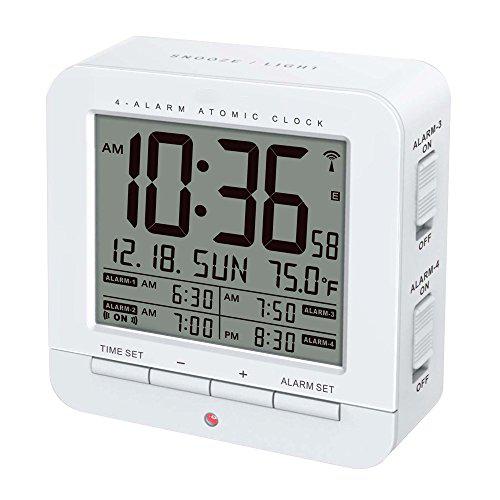 SNOOZE / LIGHT
4-ALARM ATOMIC CLOCK
AM 10:36 58
E
12.18. SUN 75.0°F
ALARM-1 AM 6:30 AM 7:50 ALARM-3
ALARM-2 ON AM 7:00 PM 8:30 ALARM-4
TIME SET - + ALARM SET
ALARM-3
ON
OFF
ALARM-4
ON
OFF